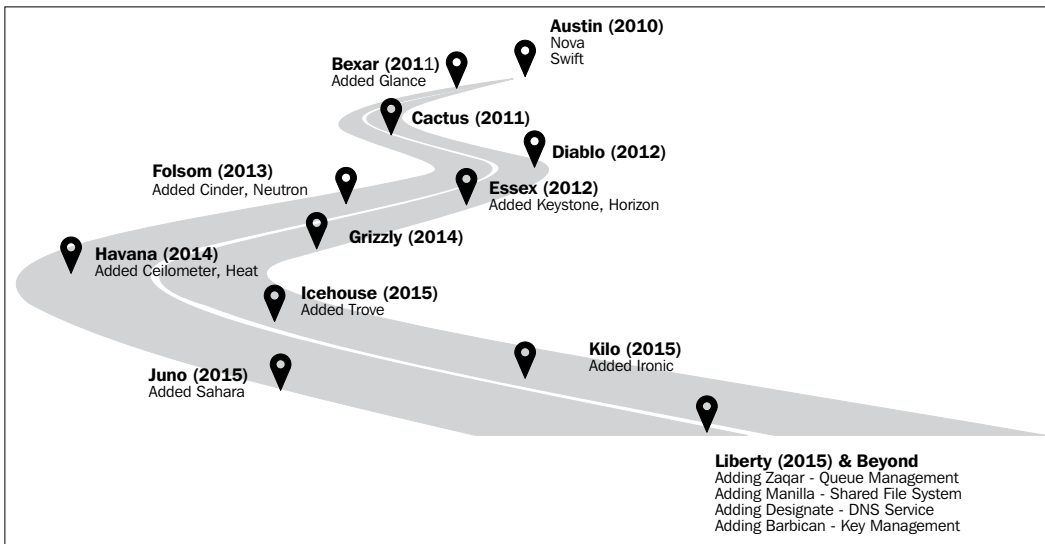 Austin (2010)
Nova
Swift
Bexar (2011)
Added Glance
Cactus (2011)
Diablo (2012)
Folsom (2013)
Added Cinder, Neutron
Essex (2012)
Added Keystone, Horizon
Grizzly (2014)
Havana (2014)
Added Ceilometer, Heat
Icehouse (2015)
Added Trove
Kilo (2015)
Added Ironic
Juno (2015)
Added Sahara
Liberty (2015) & Beyond
Adding Zaqar - Queue Management
Adding Manilla - Shared File System
Adding Designate - DNS Service
Adding Barbican - Key Management